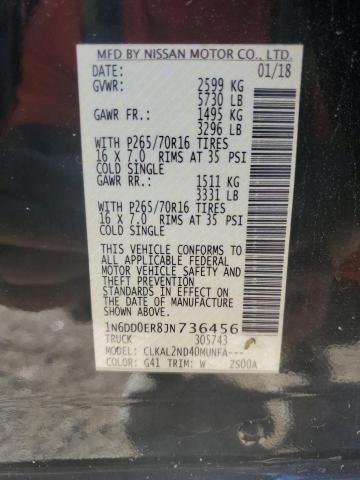 MFD BY NISSAN MOTOR CO., LTD.
DATE: 01/18
GVWR: 2599 KG
5730 LB
GAWR FR.: 1495 KG
3296 LB
WITH P265/70R16 TIRES
16 X 7.0 RIMS AT 35 PSI
COLD SINGLE
GAWR RR.: 1511 KG
3331 LB
WITH P265/70R16 TIRES
16 X 7.0 RIMS AT 35 PSI
COLD SINGLE
THIS VEHICLE CONFORMS TO
ALL APPLICABLE FEDERAL
MOTOR VEHICLE SAFETY
AND THEFT PREVENTION
STANDARDS IN EFFECT ON
THE DATE OF MANUFACTURE
SHOWN ABOVE.
1N6DD0ER8JN736456
TRUCK 305743
MODEL: CLKAL2ND40MUNFA---
COLOR: G41 TRIM: W ZS00A